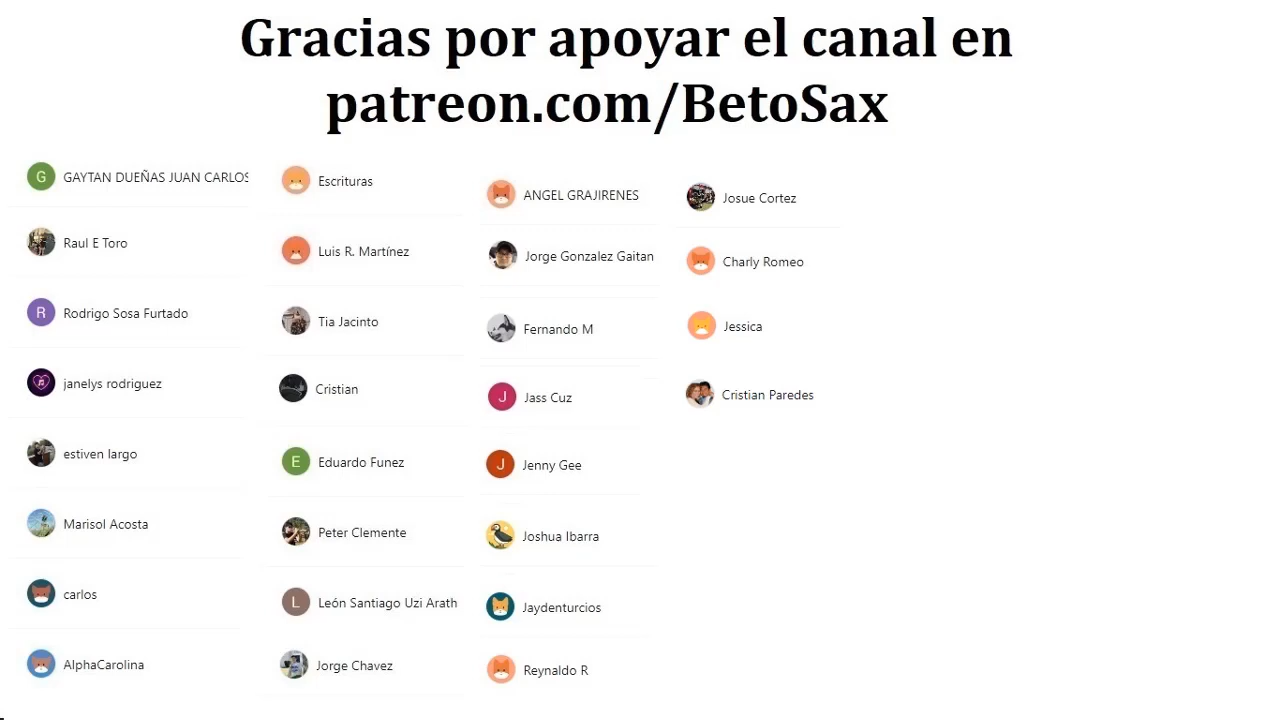 Gracias por apoyar el canal en
patreon.com/BetoSax
G GAYTAN DUEÑAS JUAN CARLOS
Raul E Toro
R Rodrigo Sosa Furtado
janelys rodriguez
estiven largo
Marisol Acosta
carlos
AlphaCarolina
Escrituras
Luis R. Martínez
Tia Jacinto
Cristian
E Eduardo Funez
Peter Clemente
L León Santiago Uzi Arath
Jorge Chavez
ANGEL GRAJIRENES
Jorge Gonzalez Gaitan
Fernando M
J Jass Cuz
J Jenny Gee
Joshua Ibarra
Jaydenturcios
Reynaldo R
Josue Cortez
Charly Romeo
Jessica
Cristian Paredes